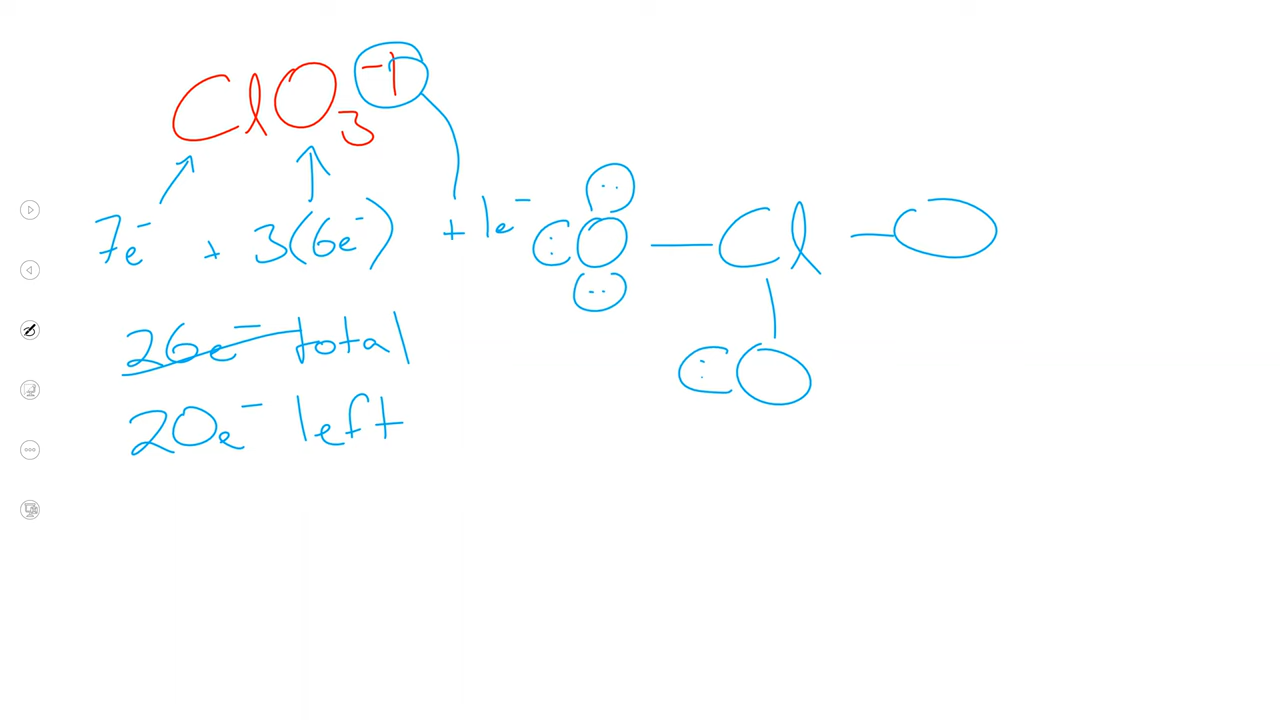 ClO₃⁻¹
7e⁻ + 3(6e⁻) + 1e⁻
26e⁻ total
20e⁻ left
O — Cl — O
O